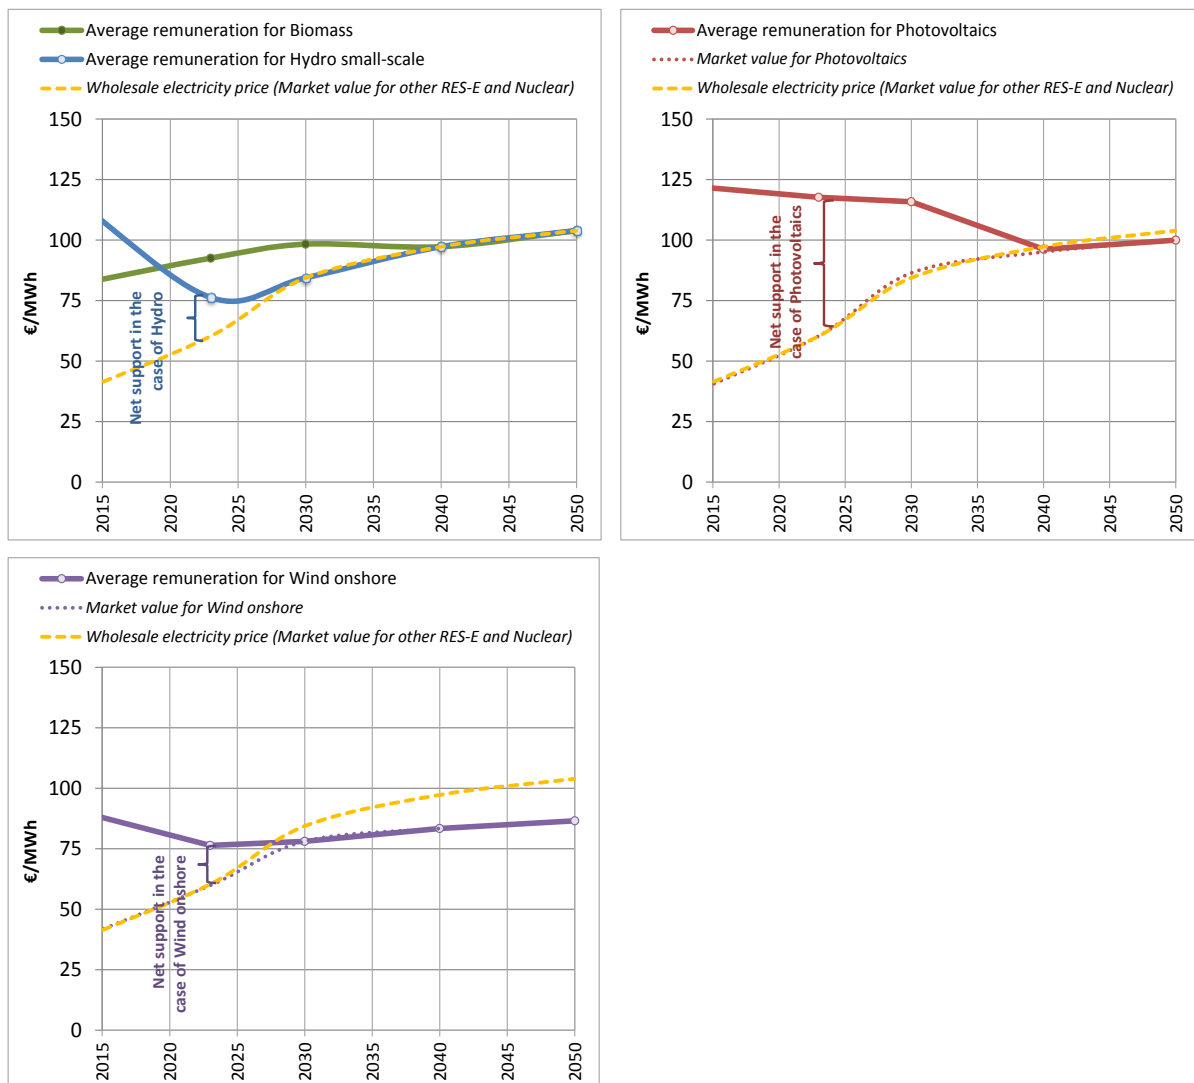 Average remuneration for Biomass
Average remuneration for Hydro small-scale
Wholesale electricity price (Market value for other RES-E and Nuclear)
150
125
100
75
50
25
0
€/MWh
Net support in the
case of Hydro
2015
2020
2025
2030
2035
2040
2045
2050
Average remuneration for Photovoltaics
Market value for Photovoltaics
Wholesale electricity price (Market value for other RES-E and Nuclear)
150
125
100
75
50
25
0
€/MWh
Net support in the
case of Photovoltaics
2015
2020
2025
2030
2035
2040
2045
2050
Average remuneration for Wind onshore
Market value for Wind onshore
Wholesale electricity price (Market value for other RES-E and Nuclear)
150
125
100
75
50
25
0
€/MWh
Net support in the
case of Wind onshore
2015
2020
2025
2030
2035
2040
2045
2050